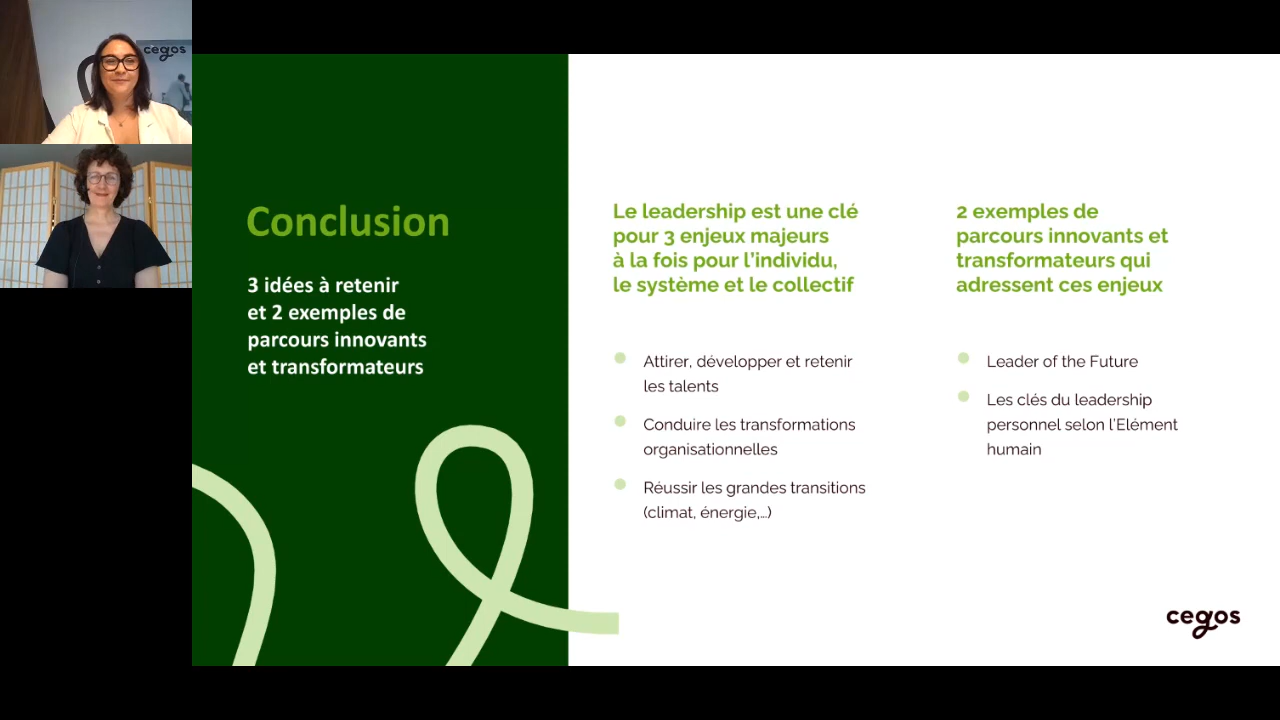 cegos
Conclusion
3 idées à retenir
et 2 exemples de
parcours innovants
et transformateurs
Le leadership est une clé
pour 3 enjeux majeurs
à la fois pour l'individu,
le système et le collectif
Attirer, développer et retenir
les talents
Conduire les transformations
organisationnelles
Réussir les grandes transitions
(climat, énergie,...)
2 exemples de
parcours innovants et
transformateurs qui
adressent ces enjeux
Leader of the Future
Les clés du leadership
personnel selon l'Elément
humain
cegos